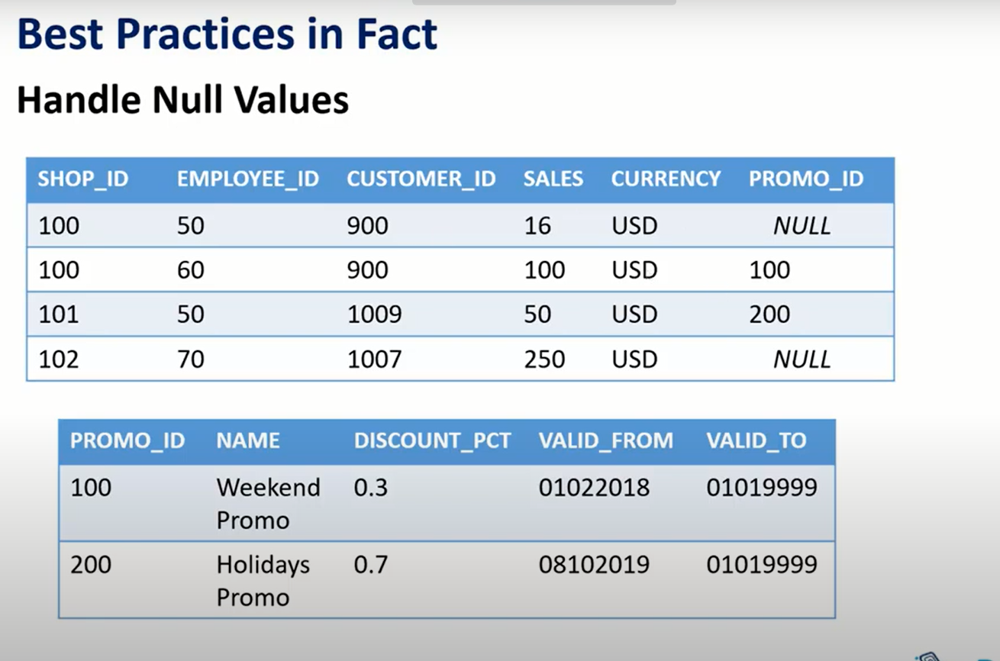 Best Practices in Fact
Handle Null Values
SHOP_ID EMPLOYEE_ID CUSTOMER_ID SALES CURRENCY PROMO_ID
100 50 900 16 USD NULL
100 60 900 100 USD 100
101 50 1009 50 USD 200
102 70 1007 250 USD NULL
PROMO_ID NAME DISCOUNT_PCT VALID_FROM VALID_TO
100 Weekend 0.3 01022018 01019999
Promo
200 Holidays 0.7 08102019 01019999
Promo